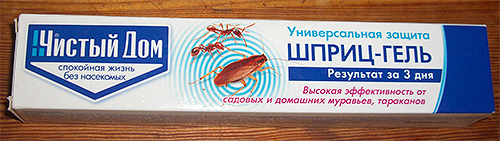 Чистый Дом
спокойная жизнь
без насекомых
Универсальная защита
ШПРИЦ-ГЕЛЬ
Результат за 3 дня
Высокая эффективность от
садовых и домашних муравьев, тараканов